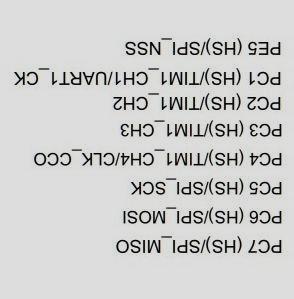 PC7 (HS)/SPI_MISO
PC6 (HS)/SPI_MOSI
PC5 (HS)/SPI_SCK
PC4 (HS)/TIM1_CH4/CLK_CCO
PC3 (HS)/TIM1_CH3
PC2 (HS)/TIM1_CH2
PC1 (HS)/TIM1_CH1/UART1_CK
PE5 (HS)/SPI_NSS